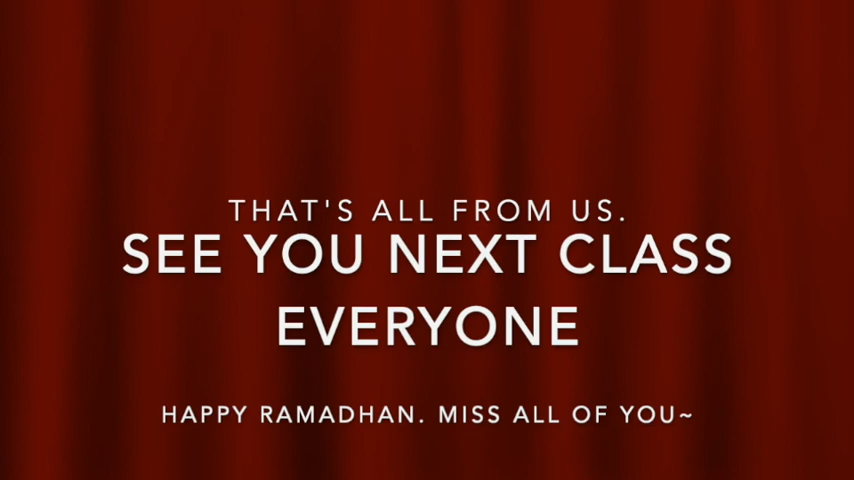 THAT'S ALL FROM US.
SEE YOU NEXT CLASS
EVERYONE
HAPPY RAMADHAN. MISS ALL OF YOU~